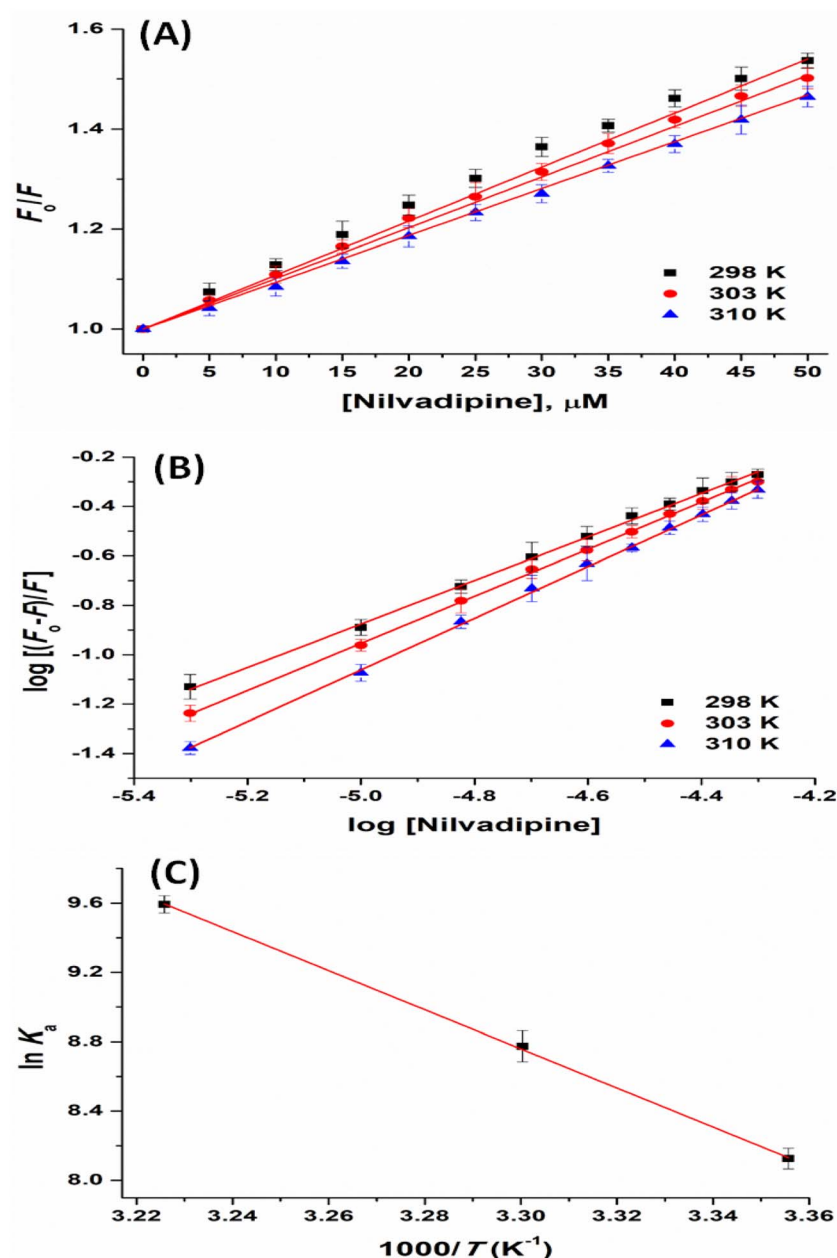 (A)
1.6
1.4
1.2
1.0
F₀/F
298 K
303 K
310 K
0 5 10 15 20 25 30 35 40 45 50
[Nilvadipine], μM
(B)
-0.2
-0.4
-0.6
-0.8
-1.0
-1.2
-1.4
log [(F₀-F)/F]
298 K
303 K
310 K
-5.4 -5.2 -5.0 -4.8 -4.6 -4.4 -4.2
log [Nilvadipine]
(C)
9.6
9.2
8.8
8.4
8.0
ln Kₐ
3.22 3.24 3.26 3.28 3.30 3.32 3.34 3.36
1000/T (K⁻¹)